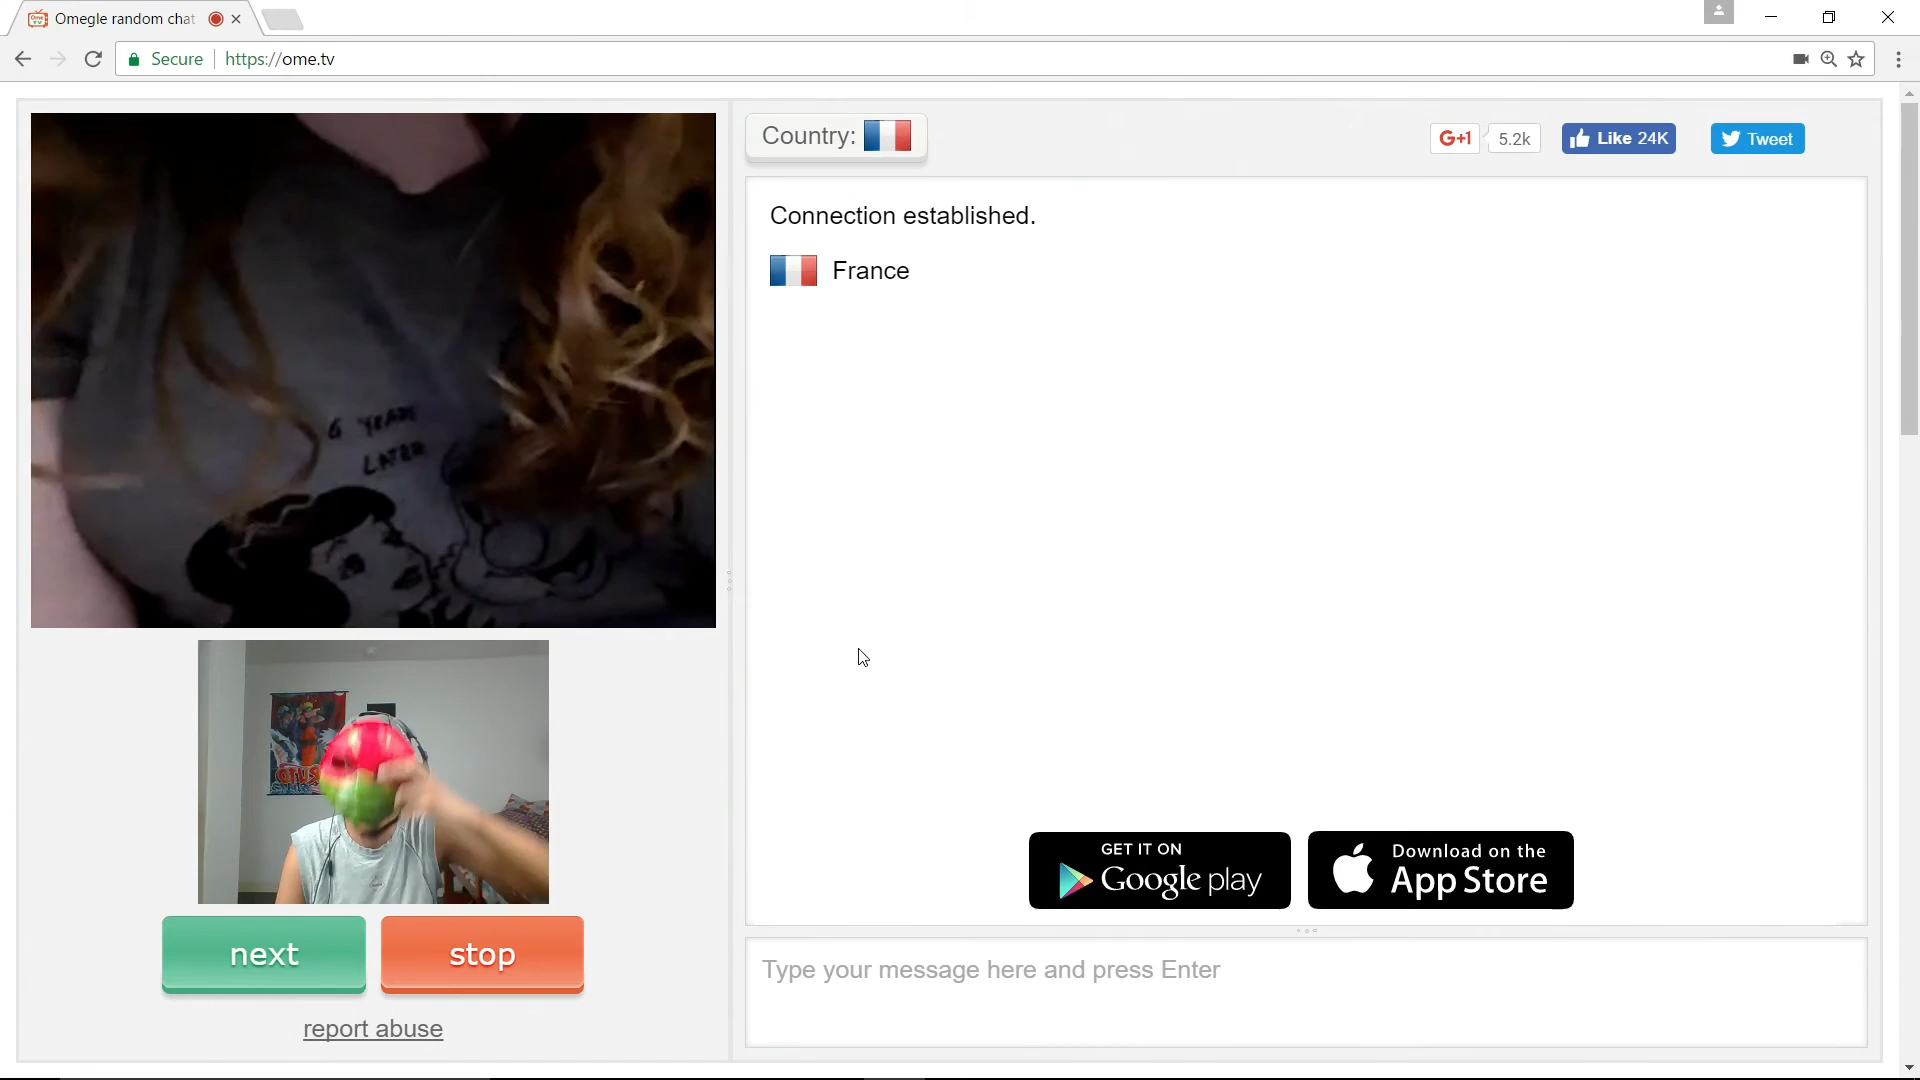 Omegle random chat
Secure
https://ome.tv
Country:
G+1
5.2k
Like 24K
Tweet
Connection established.
France
6 YEARS
LATER
GET IT ON
Google play
Download on the
App Store
next
stop
Type your message here and press Enter
report abuse